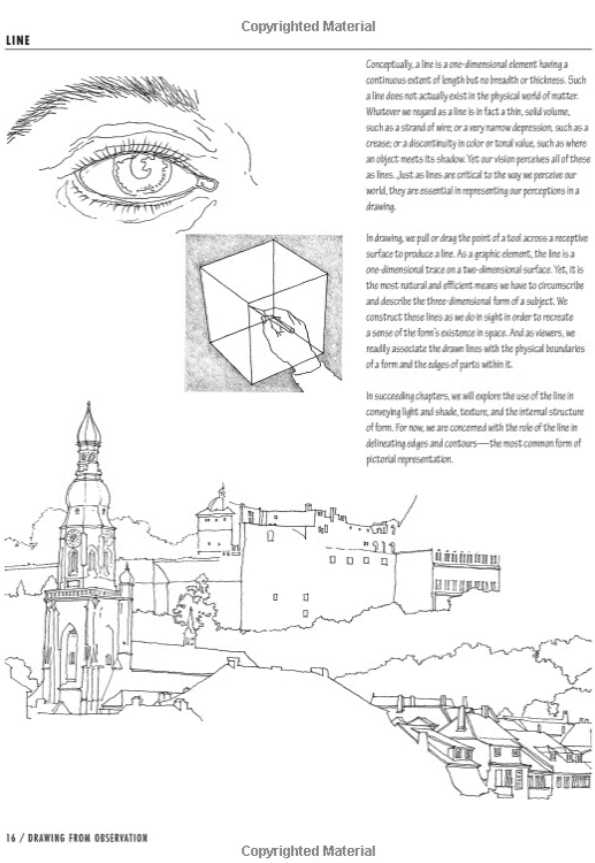 Copyrighted Material
LINE
Conceptually, a line is a one-dimensional element having a
continuous extent of length but no breadth or thickness. Such
a line does not actually exist in the physical world of matter.
Whatever we regard as a line is in fact a thin, solid volume,
such as a strand of wire; or a very narrow depression, such as a
crease; or a discontinuity in color or tonal value, such as where
an object meets its shadow. Yet our vision perceives all of these
as lines. Just as lines are critical to the way we perceive our
world, they are essential in representing our perceptions in a
drawing.
In drawing, we pull or drag the point of a tool across a receptive
surface to produce a line. As a graphic element, the line is a
one-dimensional trace on a two-dimensional surface. Yet, it is
the most natural and efficient means we have to circumscribe
and describe the three-dimensional form of a subject. We
construct these lines as we do in sight in order to recreate
a sense of the form's existence in space. And as viewers, we
readily associate the drawn lines with the physical boundaries
of a form and the edges of parts within it.
In succeeding chapters, we will explore the use of the line in
conveying light and shade, texture, and the internal structure
of form. For now, we are concerned with the role of the line in
delineating edges and contours—the most common form of
pictorial representation.
16 / DRAWING FROM OBSERVATION
Copyrighted Material